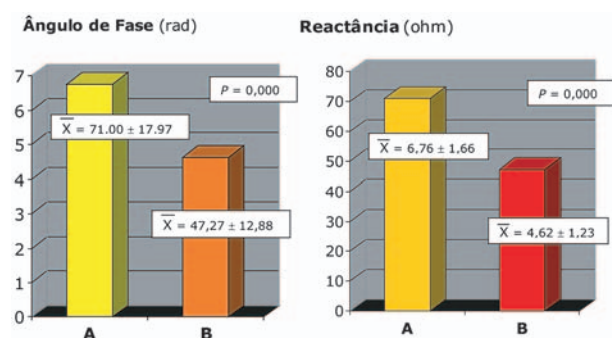 Ângulo de Fase (rad)
7
6
5
4
3
2
1
0
P = 0,000
X = 71.00 ± 17.97
X = 47,27 ± 12,88
A
B
Reactância (ohm)
80
70
60
50
40
30
20
10
0
P = 0,000
X = 6,76 ± 1,66
X = 4,62 ± 1,23
A
B